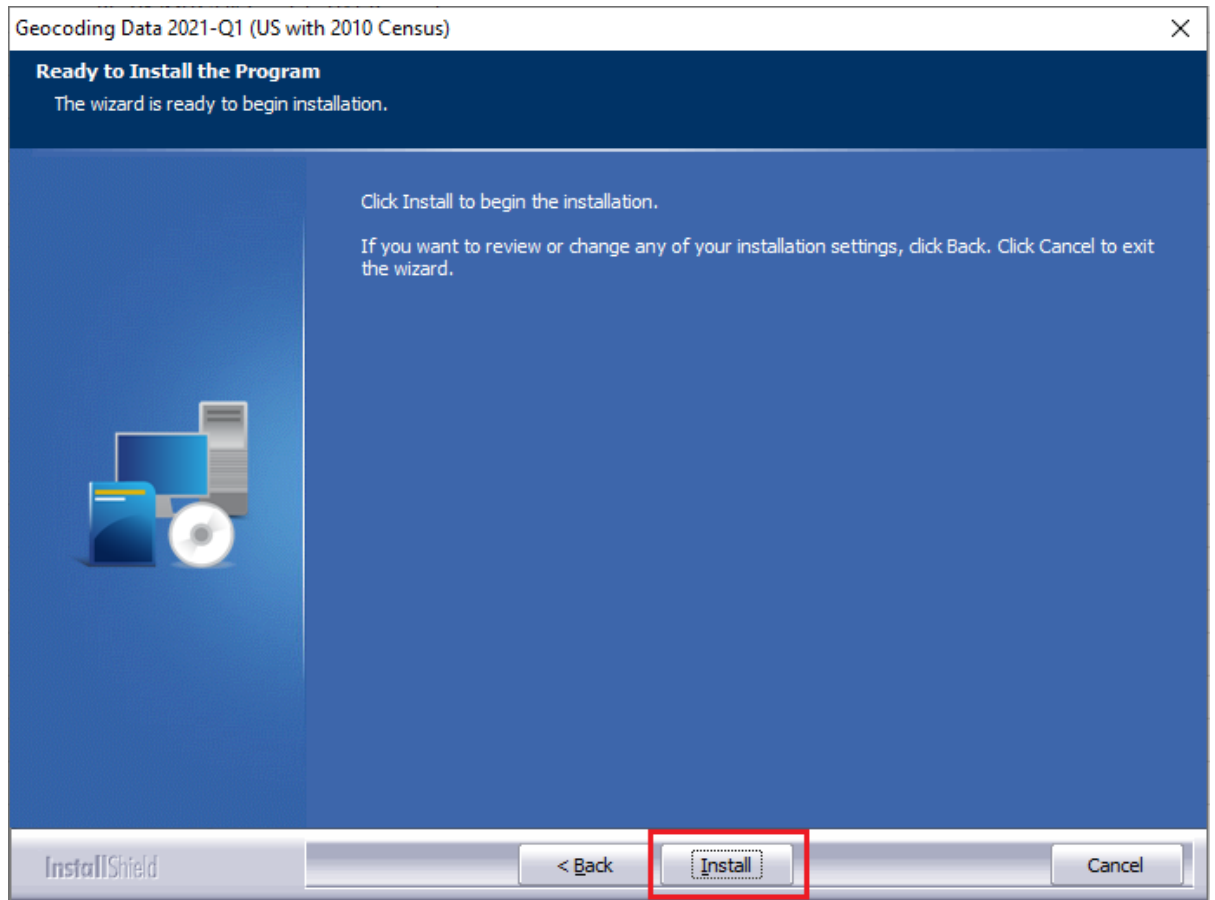 Geocoding Data 2021-Q1 (US with 2010 Census)
Ready to Install the Program
The wizard is ready to begin installation.
Click Install to begin the installation.
If you want to review or change any of your installation settings, click Back. Click Cancel to exit
the wizard.
InstallShield
< Back
Install
Cancel